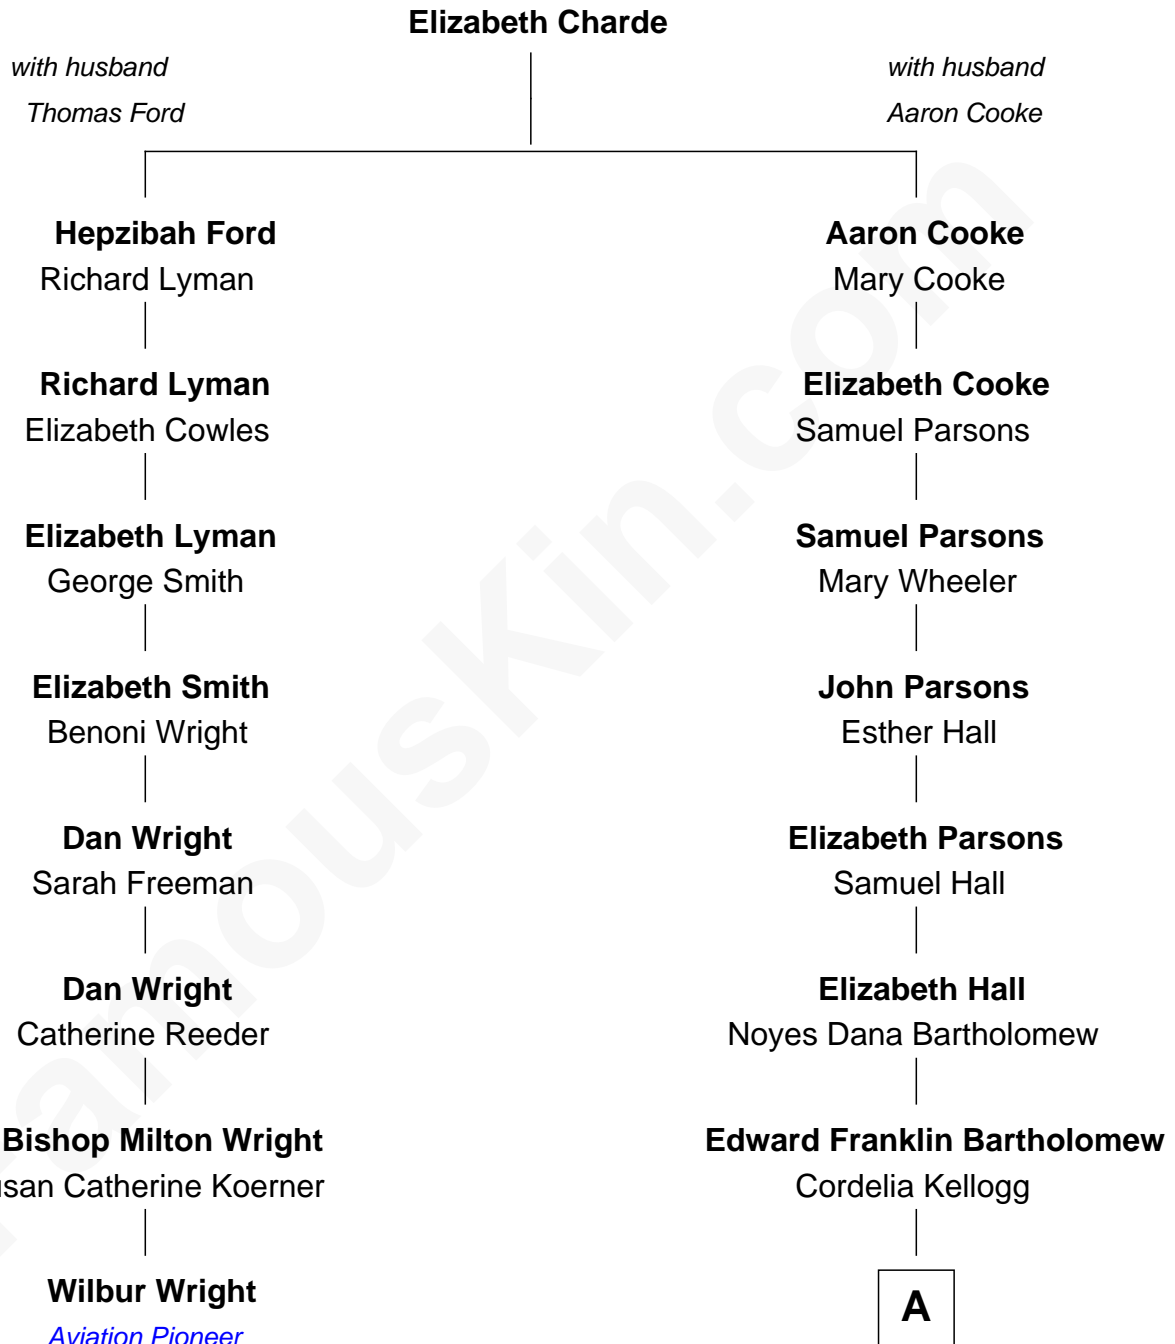 Elizabeth Charde
with husband
Thomas Ford
with husband
Aaron Cooke
Hepzibah Ford
Richard Lyman
Aaron Cooke
Mary Cooke
Richard Lyman
Elizabeth Cowles
Elizabeth Cooke
Samuel Parsons
Elizabeth Lyman
George Smith
Samuel Parsons
Mary Wheeler
Elizabeth Smith
Benoni Wright
John Parsons
Esther Hall
Dan Wright
Sarah Freeman
Elizabeth Parsons
Samuel Hall
Dan Wright
Catherine Reeder
Elizabeth Hall
Noyes Dana Bartholomew
Bishop Milton Wright
Catherine Koerner
Edward Franklin Bartholomew
Cordelia Kellogg
Wilbur Wright
Aviation Pioneer
A
FamousKin.com